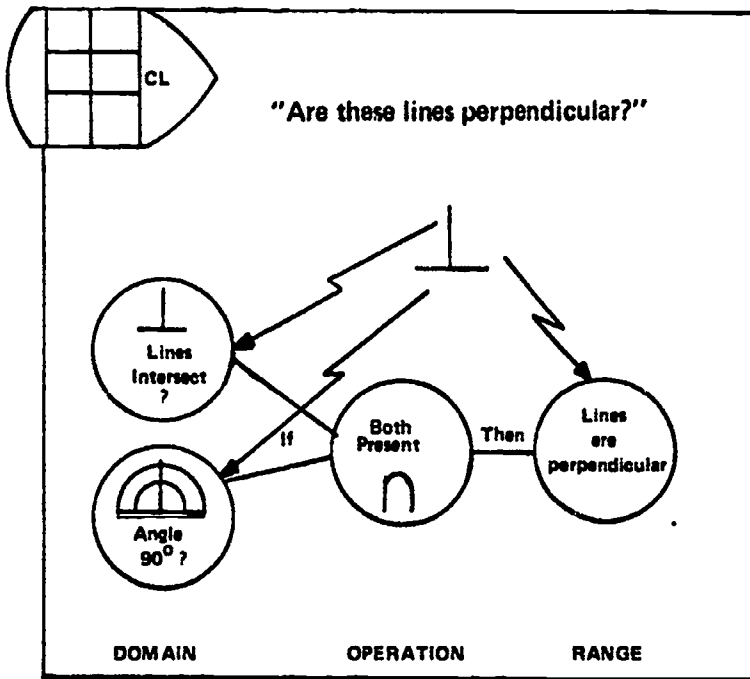 CL
"Are these lines perpendicular?"
Lines
Intersect
?
If
Both
Present
Then
Lines
are
perpendicular
Angle
90° ?
DOMAIN OPERATION RANGE